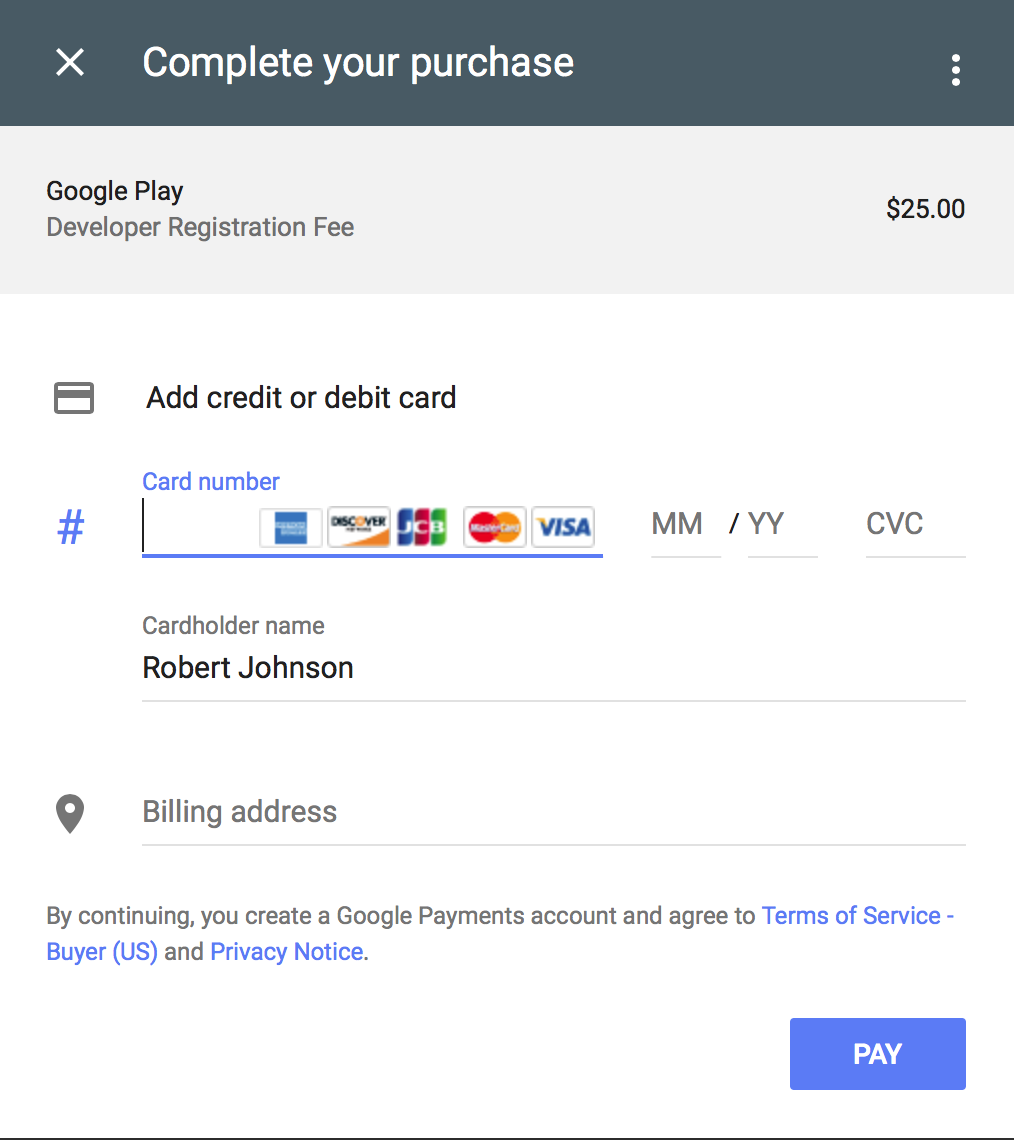 Complete your purchase
Google Play
Developer Registration Fee
$25.00
Add credit or debit card
Card number
#
DISCOVER
JCB
MasterCard
VISA
MM / YY
CVC
Cardholder name
Robert Johnson
Billing address
By continuing, you create a Google Payments account and agree to Terms of Service -
Buyer (US) and Privacy Notice.
PAY